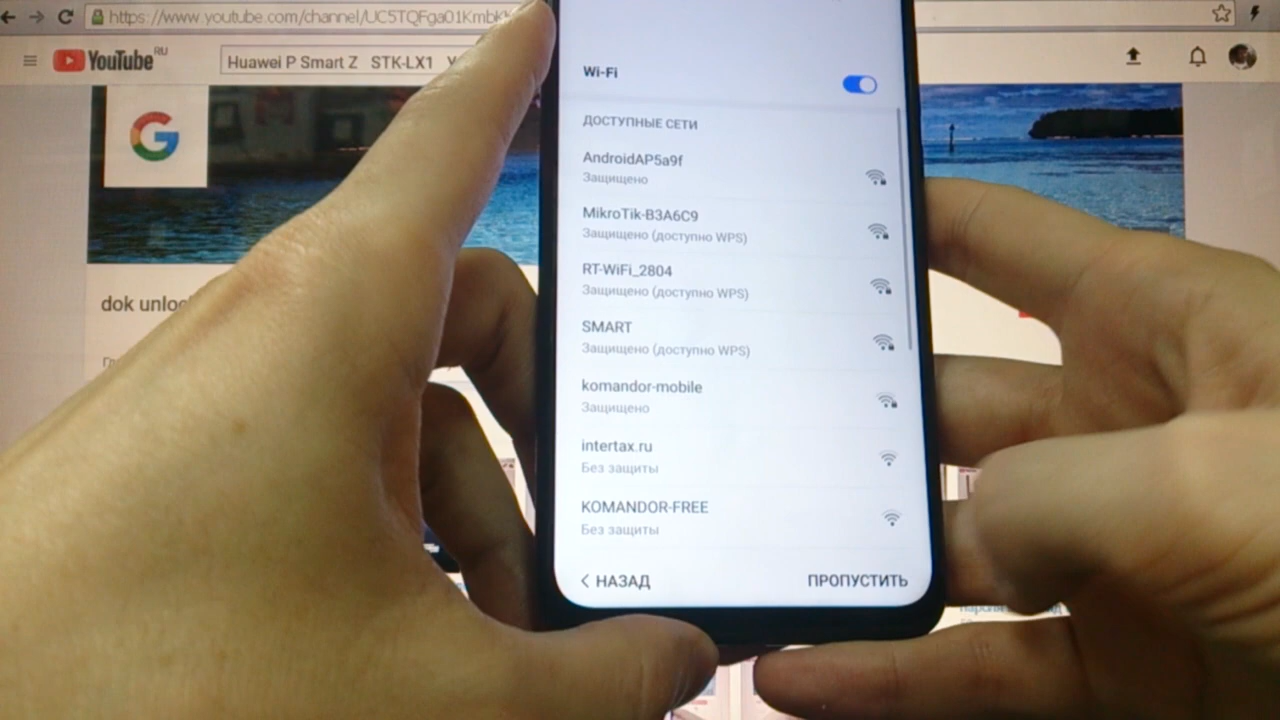 https://www.youtube.com/channel/UC5TQFga01Kmbk
YouTube RU
Huawei P Smart Z STK-LX1
dok unlo
Wi-Fi
ДОСТУПНЫЕ СЕТИ
AndroidAP5a9f
Защищено
MikroTik-B3A6C9
Защищено (доступно WPS)
RT-WiFi_2804
Защищено (доступно WPS)
SMART
Защищено (доступно WPS)
komandor-mobile
Защищено
intertax.ru
Без защиты
KOMANDOR-FREE
Без защиты
НАЗАД
ПРОПУСТИТЬ